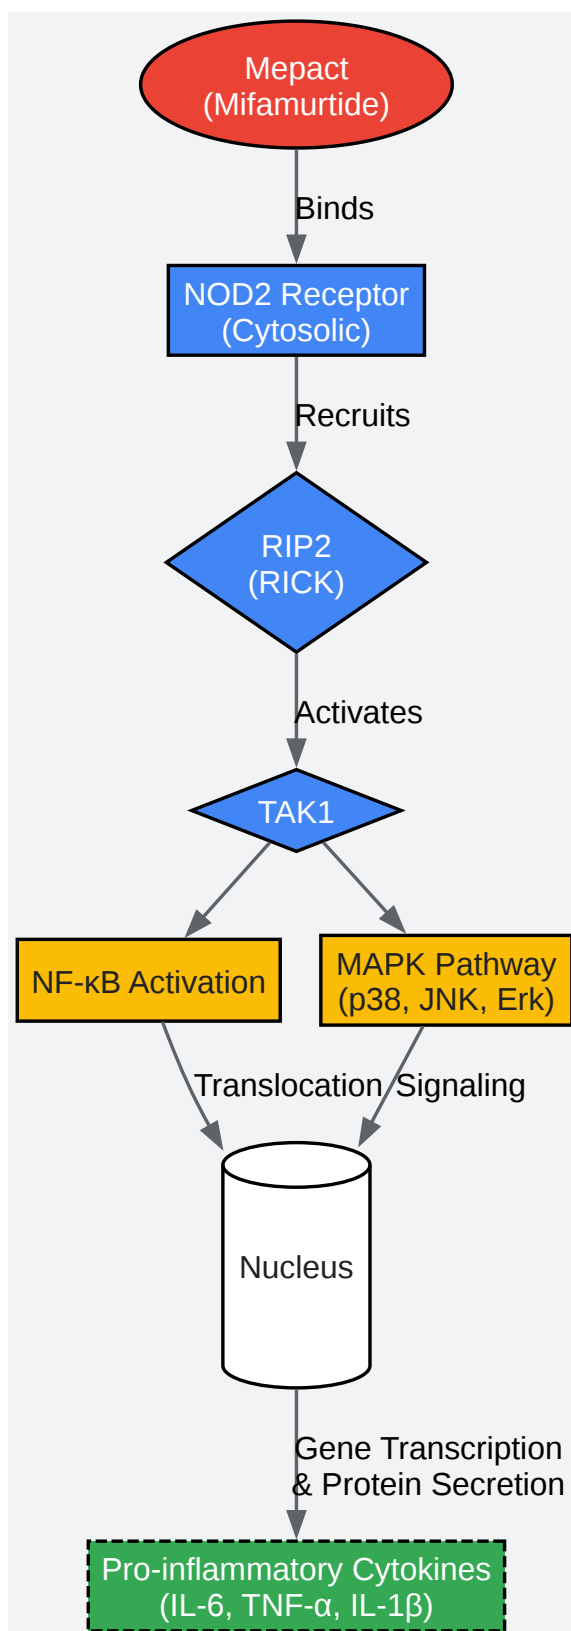 Mepact
(Mifamurtide)
Binds
NOD2 Receptor
(Cytosolic)
Recruits
RIP2
(RICK)
Activates
TAK1
NF-κB Activation
MAPK Pathway
(p38, JNK, Erk)
Translocation
Signaling
Nucleus
Gene Transcription
& Protein Secretion
Pro-inflammatory Cytokines
(IL-6, TNF-α, IL-1β)